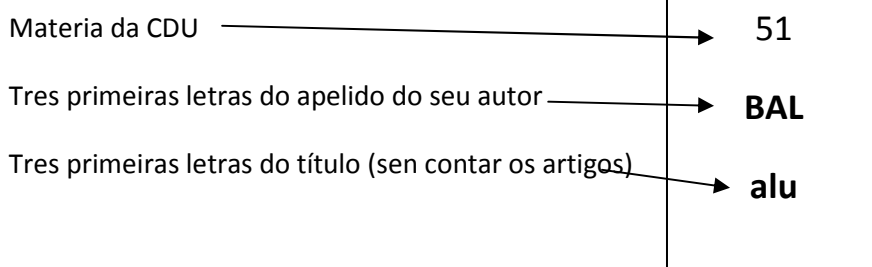 Materia da CDU 51
Tres primeiras letras do apelido do seu autor BAL
Tres primeiras letras do título (sen contar os artigos) alu